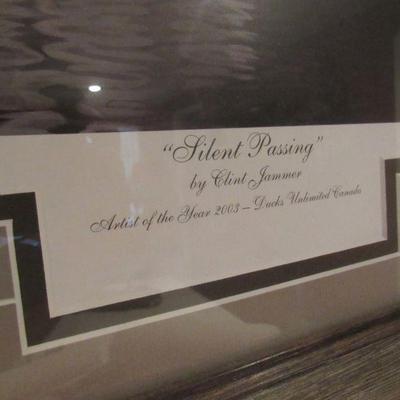 "Silent Passing"
by Clint Jammer
Artist of the Year 2003 – Ducks Unlimited Canada